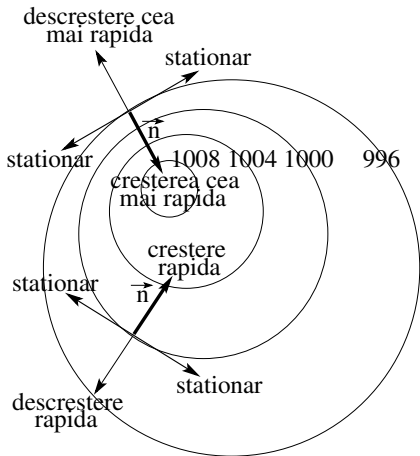 descrestere cea
mai rapida
stationar
n
stationar
1008 1004 1000 996
cresterea cea
mai rapida
crestere
rapida
stationar
n
stationar
descrestere
rapida